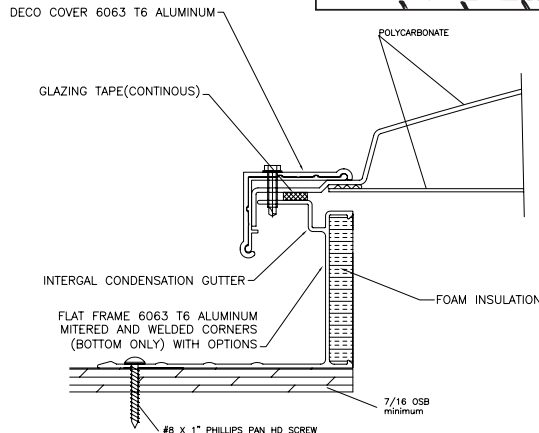 DECO COVER 6063 T6 ALUMINUM
POLYCARBONATE
GLAZING TAPE(CONTINOUS)
INTERGAL CONDENSATION GUTTER
FOAM INSULATION
FLAT FRAME 6063 T6 ALUMINUM
MITERED AND WELDED CORNERS
(BOTTOM ONLY) WITH OPTIONS
7/16 OSB
minimum
#8 X 1" PHILLIPS PAN HD SCREW